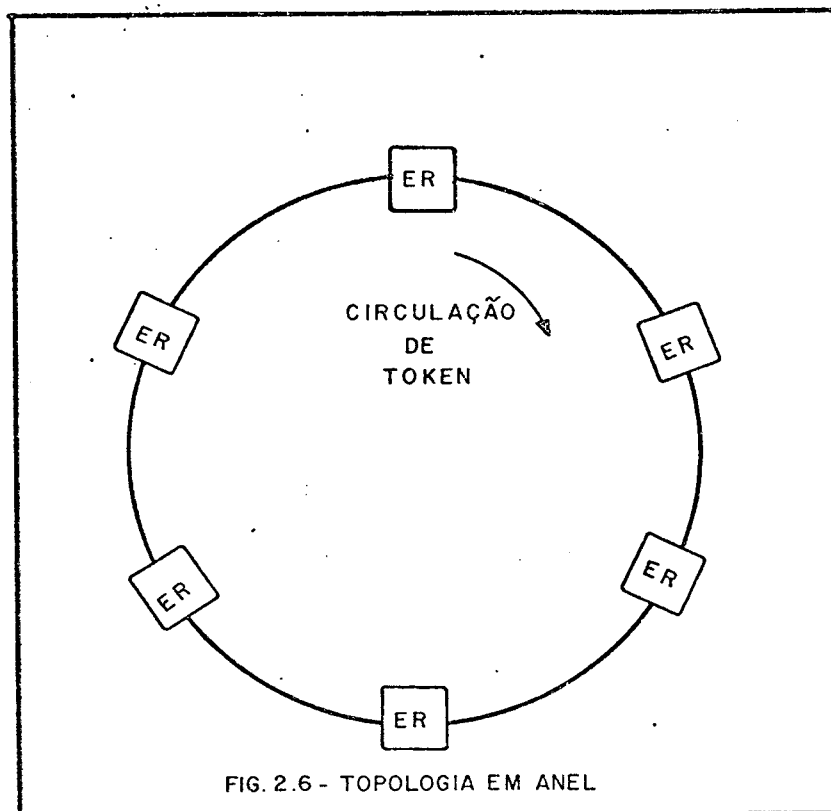 ER
CIRCULAÇÃO
DE
TOKEN
ER
ER
ER
ER
ER
FIG. 2.6 - TOPOLOGIA EM ANEL